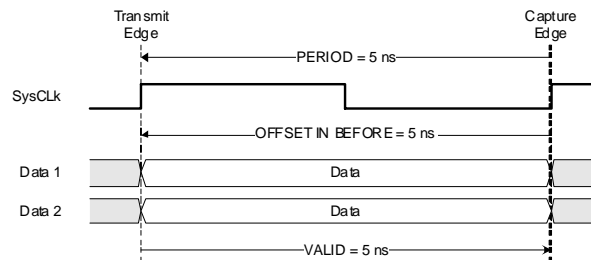 Transmit
Edge
Capture
Edge
PERIOD = 5 ns
SysCLk
OFFSET IN BEFORE = 5 ns
Data 1
Data
Data 2
Data
VALID = 5 ns